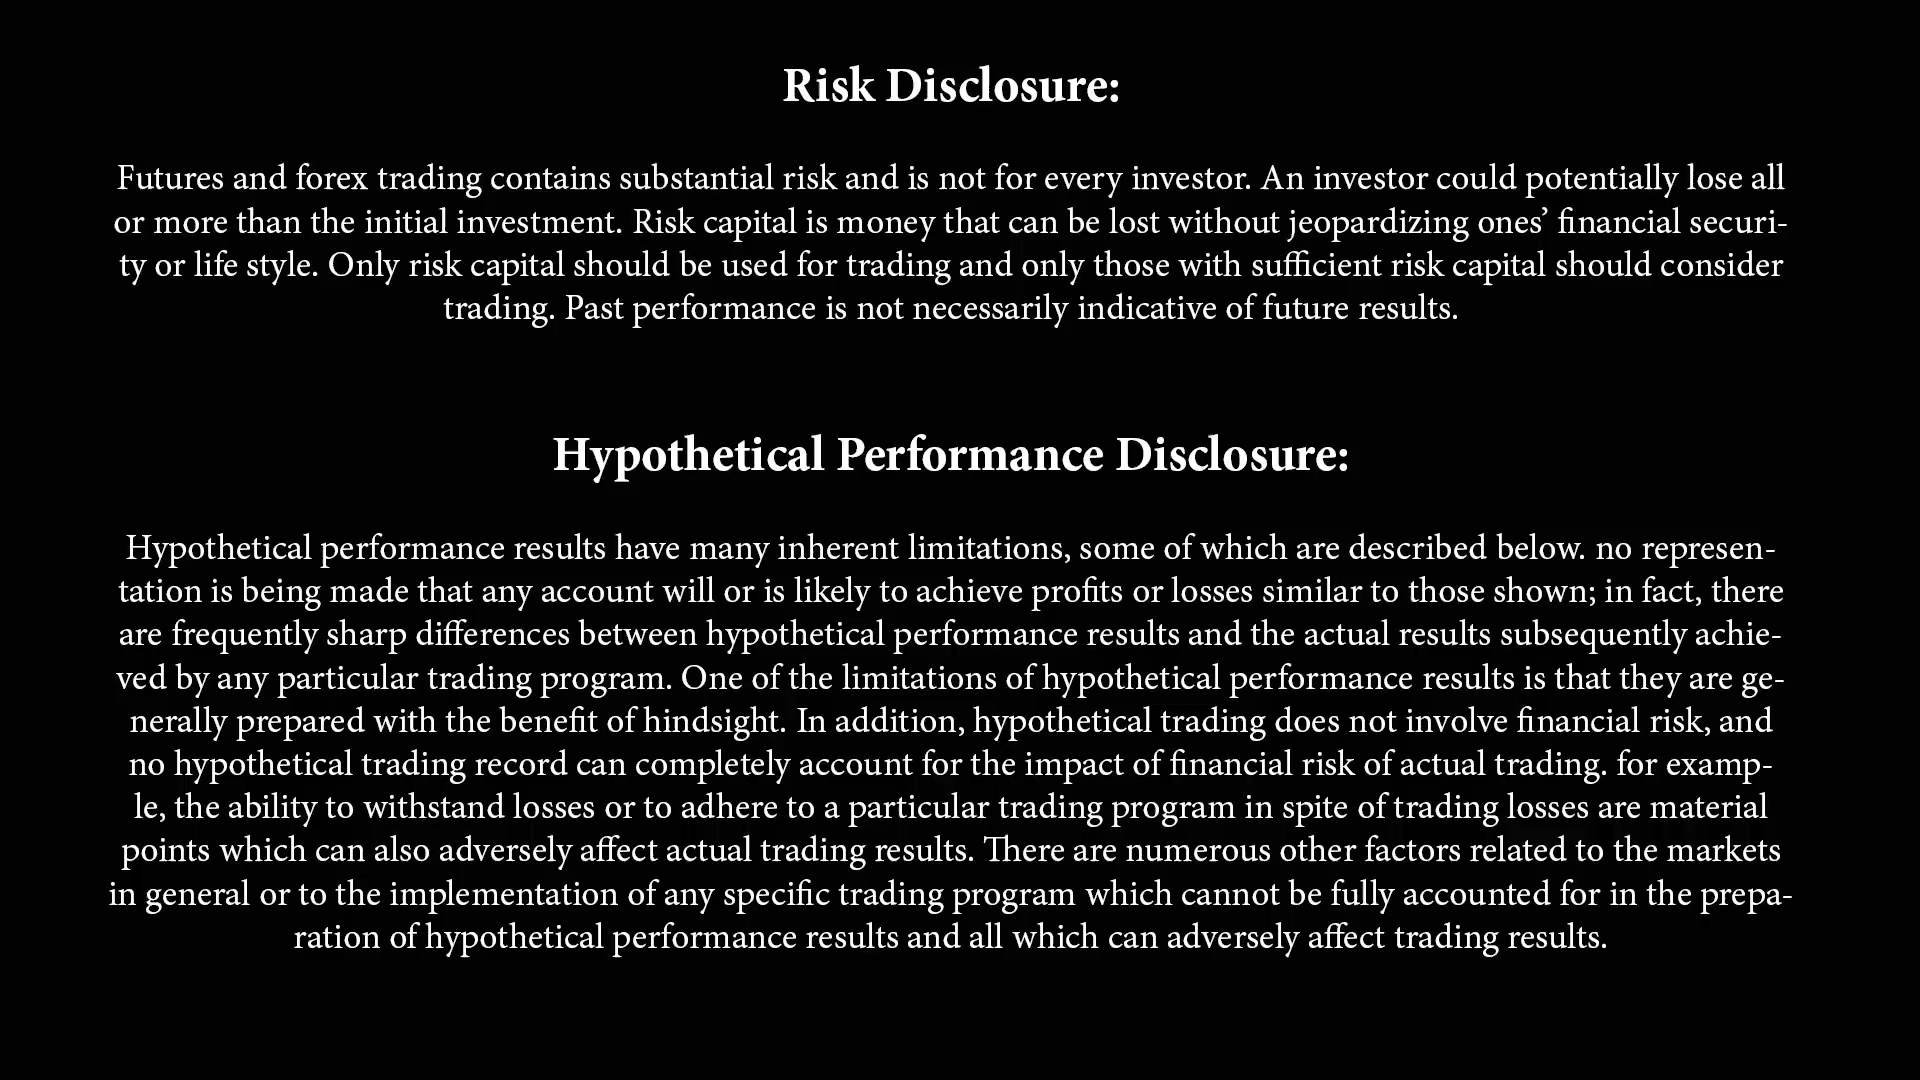 Risk Disclosure:
Futures and forex trading contains substantial risk and is not for every investor. An investor could potentially lose all
or more than the initial investment. Risk capital is money that can be lost without jeopardizing ones’ financial securi-
ty or life style. Only risk capital should be used for trading and only those with sufficient risk capital should consider
trading. Past performance is not necessarily indicative of future results.
Hypothetical Performance Disclosure:
Hypothetical performance results have many inherent limitations, some of which are described below. no represen-
tation is being made that any account will or is likely to achieve profits or losses similar to those shown; in fact, there
are frequently sharp differences between hypothetical performance results and the actual results subsequently achie-
ved by any particular trading program. One of the limitations of hypothetical performance results is that they are ge-
nerally prepared with the benefit of hindsight. In addition, hypothetical trading does not involve financial risk, and
no hypothetical trading record can completely account for the impact of financial risk of actual trading. for examp-
le, the ability to withstand losses or to adhere to a particular trading program in spite of trading losses are material
points which can also adversely affect actual trading results. There are numerous other factors related to the markets
in general or to the implementation of any specific trading program which cannot be fully accounted for in the prepa-
ration of hypothetical performance results and all which can adversely affect trading results.